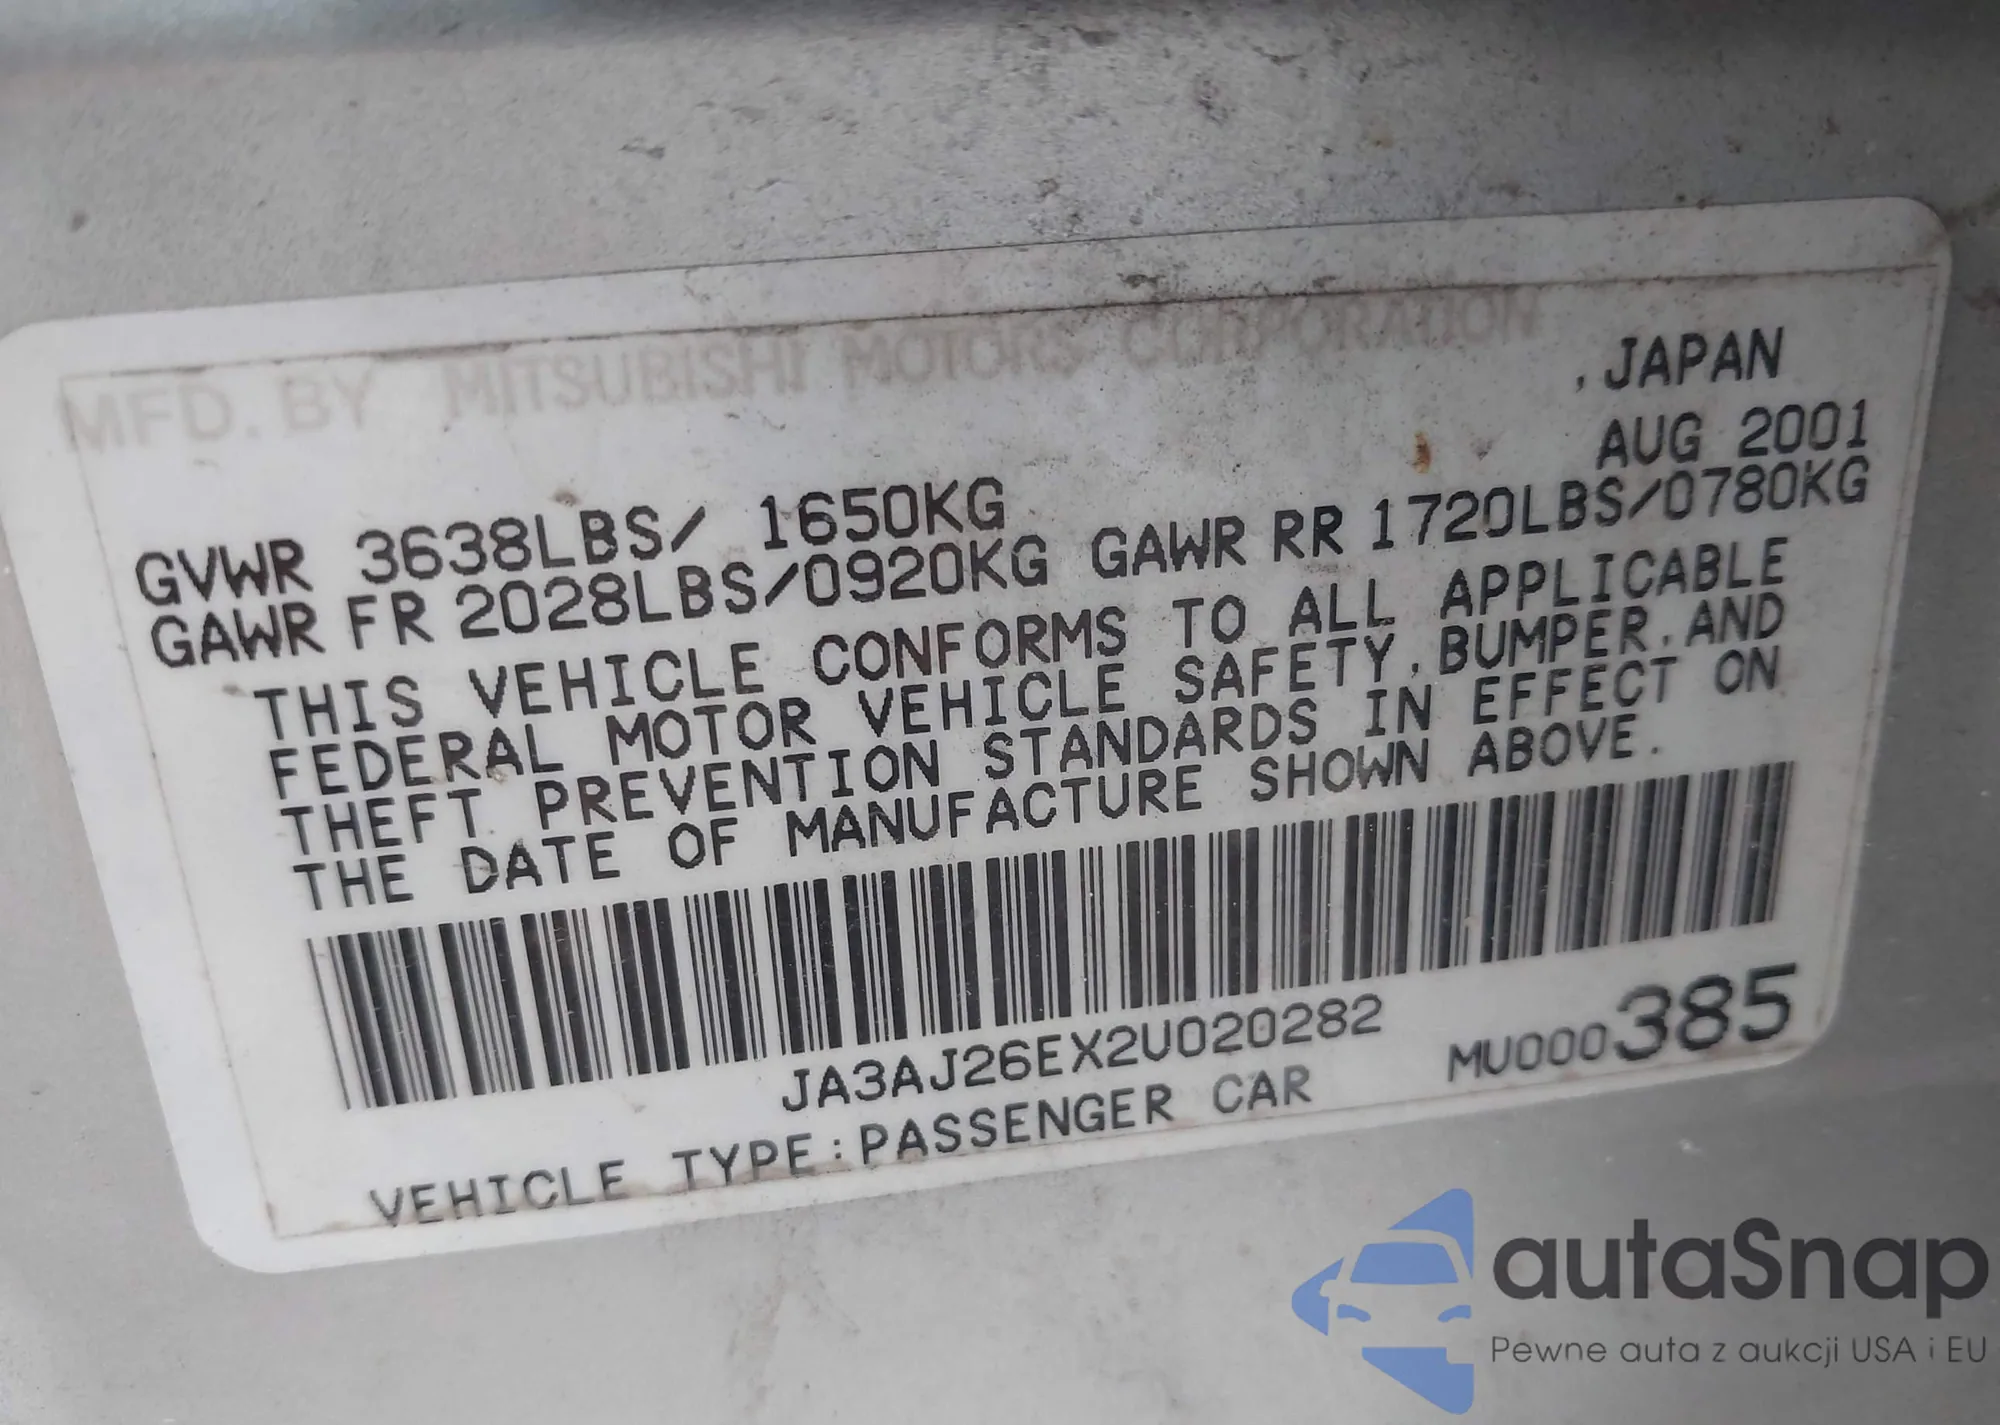 MFD. BY MITSUBISHI MOTORS CORPORATION
, JAPAN
AUG 2001
GVWR 3638LBS/ 1650KG
GAWR FR 2028LBS/0920KG GAWR RR 1720LBS/0780KG
THIS VEHICLE CONFORMS TO ALL APPLICABLE
FEDERAL MOTOR VEHICLE SAFETY, BUMPER, AND
THEFT PREVENTION STANDARDS IN EFFECT ON
THE DATE OF MANUFACTURE SHOWN ABOVE.
JA3AJ26EX2U020282
MU000385
VEHICLE TYPE:PASSENGER CAR
autaSnap
Pewne auta z aukcji USA i EU